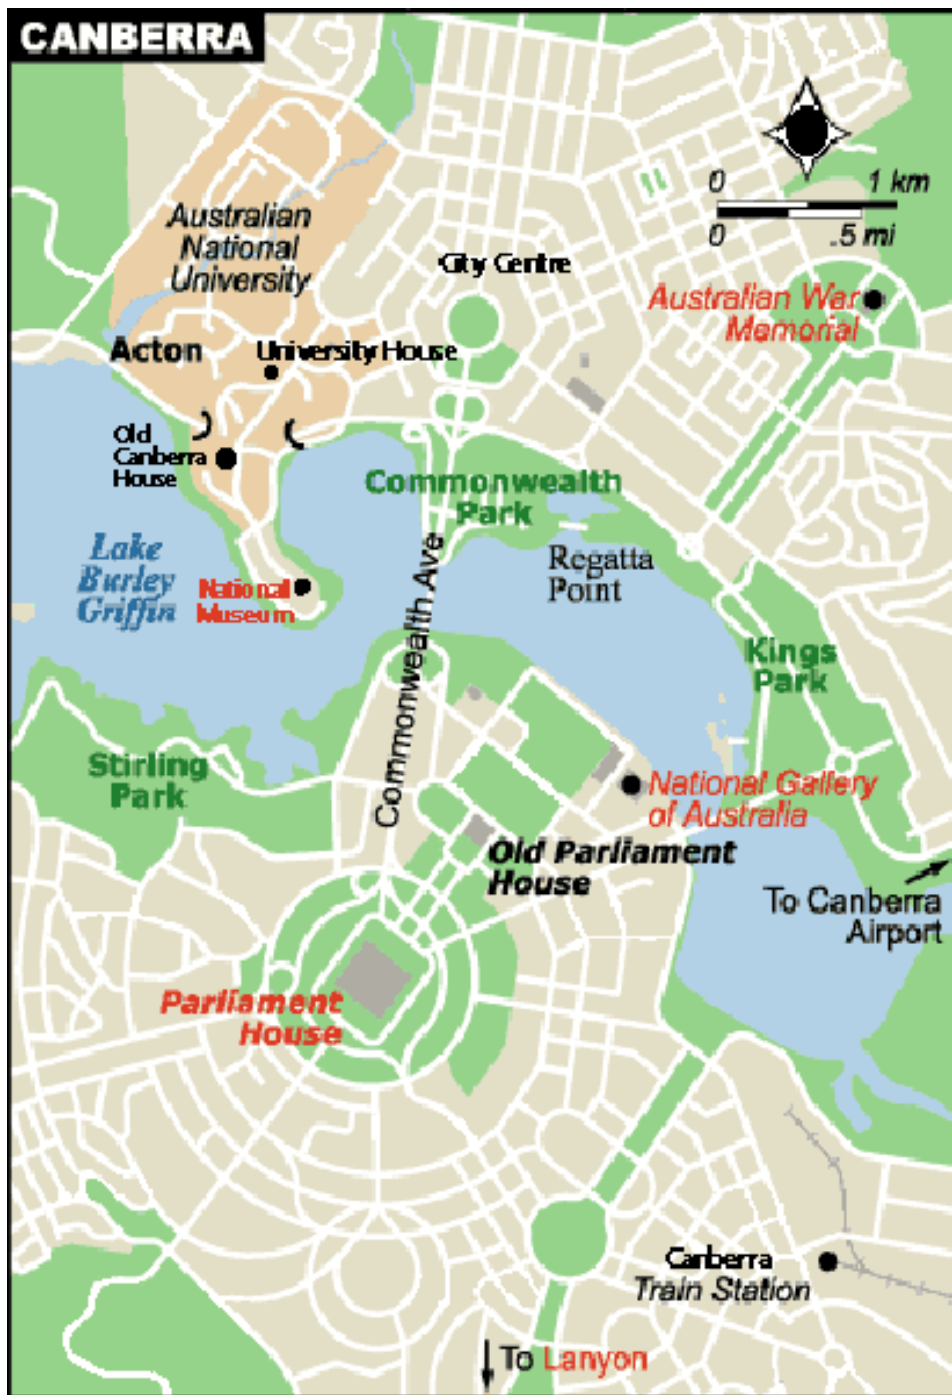 CANBERRA
0 1 km
0 .5 mi
Australian
National
University
City Centre
Australian War
Memorial
Acton
University House
Old
Canberra
House
Commonwealth
Park
Lake
Burley
Griffin
National
Museum
Regatta
Point
Commonwealth Ave
Kings
Park
Stirling
Park
National Gallery
of Australia
Old Parliament
House
To Canberra
Airport
Parliament
House
Canberra
Train Station
To Lanyon